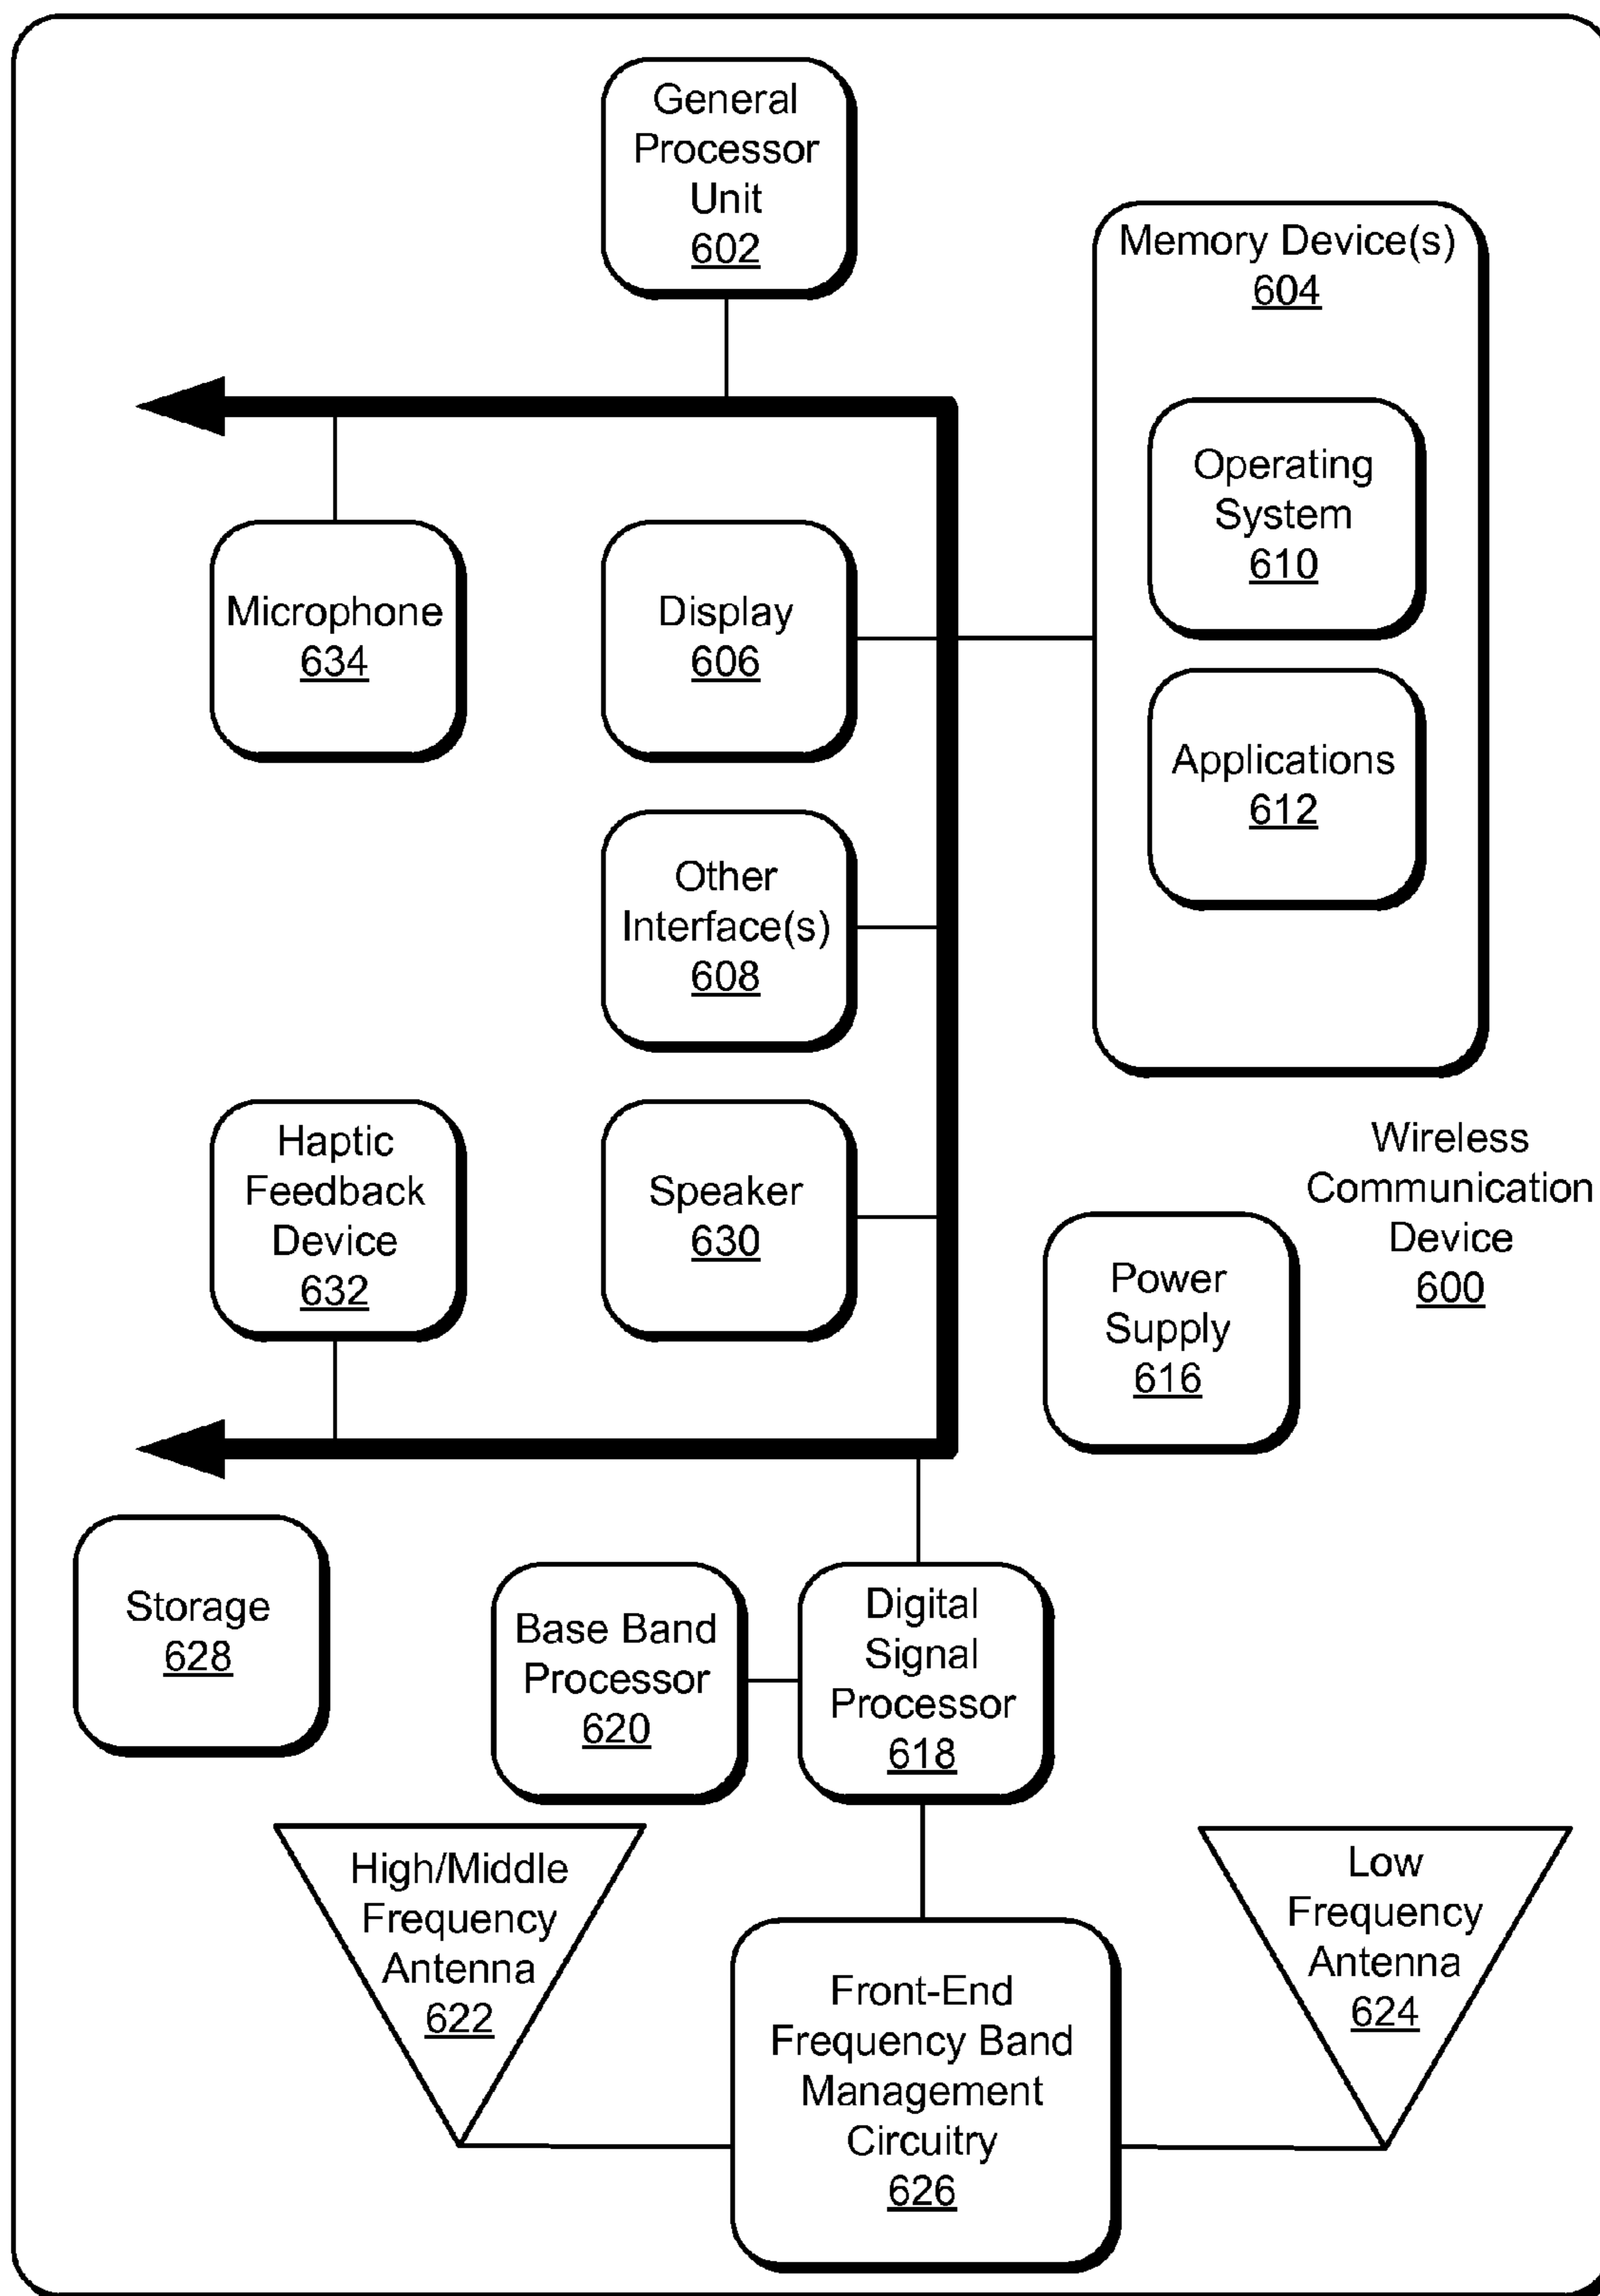 General
Processor
Unit
602
Memory Device(s)
604
Operating
System
610
Applications
612
Microphone
634
Display
606
Other
Interface(s)
608
Haptic
Feedback
Device
632
Speaker
630
Wireless
Communication
Device
600
Power
Supply
616
Storage
628
Base Band
Processor
620
Digital
Signal
Processor
618
High/Middle
Frequency
Antenna
622
Front-End
Frequency Band
Management
Circuitry
626
Low
Frequency
Antenna
624